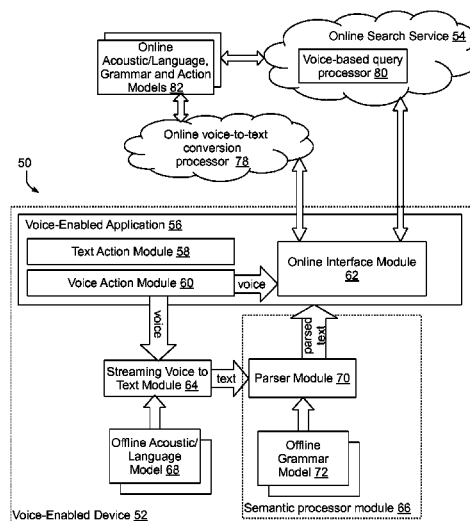 Online Search Service 54
Online
Acoustic/Language,
Grammar and Action
Models 82
Voice-based query
processor 80
Online voice-to-text
conversion
processor 78
50
Voice-Enabled Application 56
Text Action Module 58
Voice Action Module 60
voice
Online Interface Module
62
voice
parsed
text
Streaming Voice to
Text Module 64
text
Parser Module 70
Offline Acoustic/
Language
Model 68
Offline
Grammar
Model 72
Semantic processor module 66
Voice-Enabled Device 52